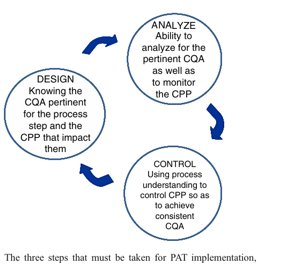 ANALYZE
Ability to
analyze for the
pertinent CQA
as well as
to monitor
the CPP
DESIGN
Knowing the
CQA pertinent
for the process
step and the
CPP that impact
them
CONTROL
Using process
understanding to
control CPP so as
to achieve
consistent
CQA
The three steps that must be taken for PAT implementation,